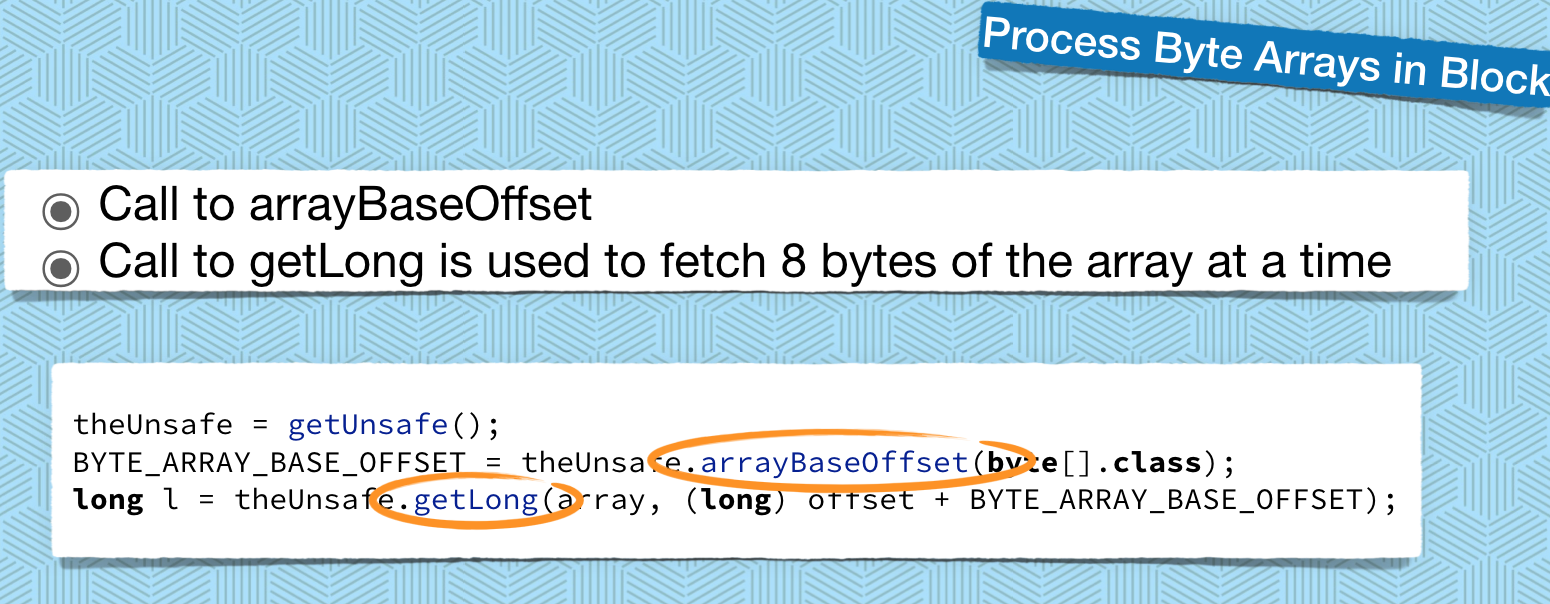 Process Byte Arrays in Block
Call to arrayBaseOffset
Call to getLong is used to fetch 8 bytes of the array at a time
theUnsafe = getUnsafe();
BYTE_ARRAY_BASE_OFFSET = theUnsafe.arrayBaseOffset(byte[].class);
long l = theUnsafe.getLong(array, (long) offset + BYTE_ARRAY_BASE_OFFSET);